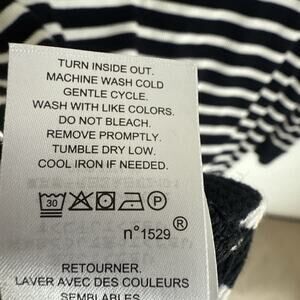 TURN INSIDE OUT.
MACHINE WASH COLD
GENTLE CYCLE.
WASH WITH LIKE COLORS.
DO NOT BLEACH.
REMOVE PROMPTLY.
TUMBLE DRY LOW.
COOL IRON IF NEEDED.
30 P
n°1529 ®
RETOURNER.
LAVER AVEC DES COULEURS
SEMBLABLES